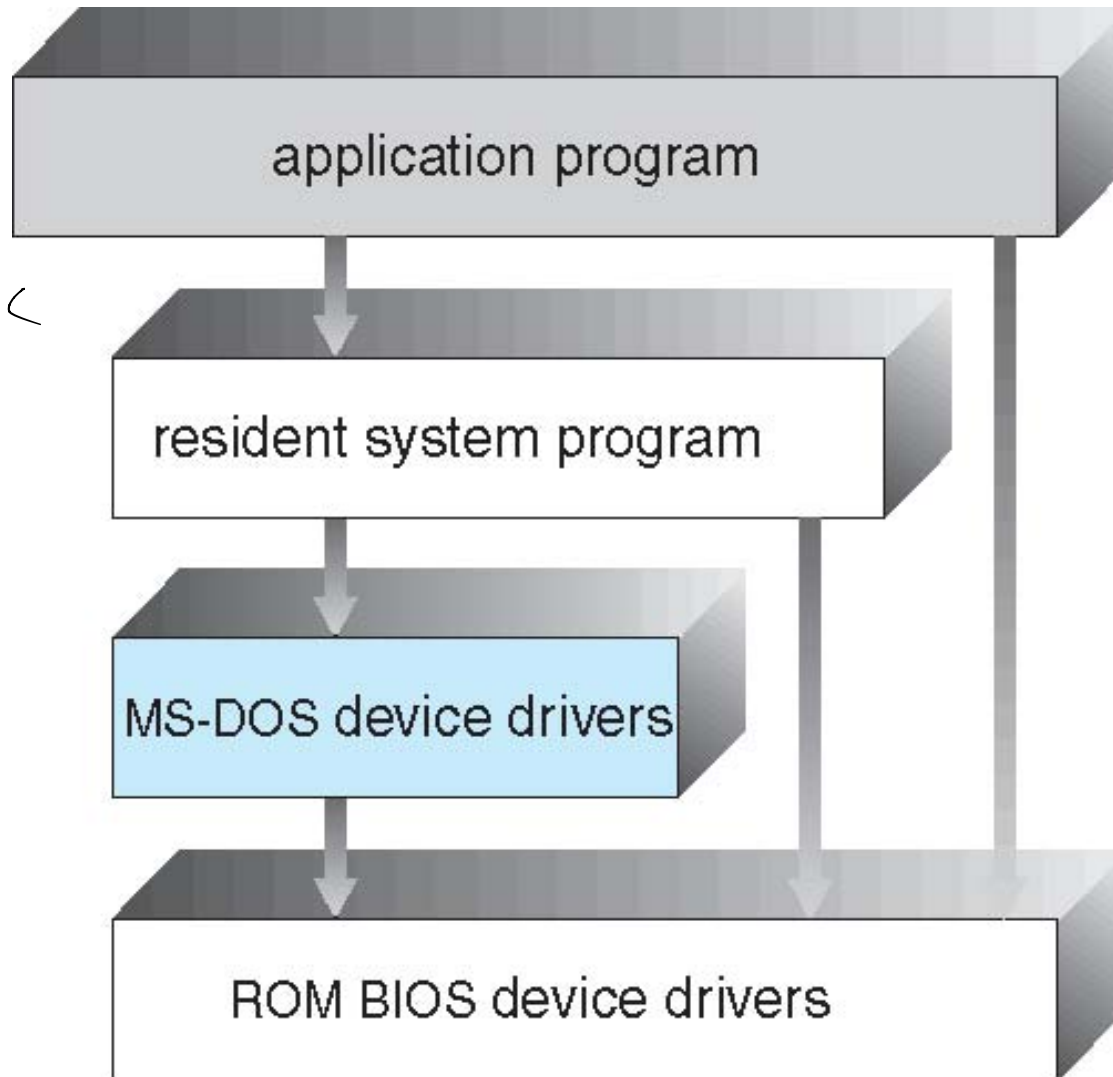 application program
resident system program
MS-DOS device drivers
ROM BIOS device drivers